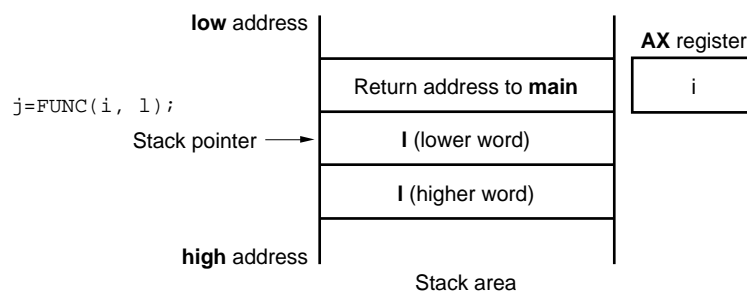 low address
AX register
Return address to main
i
j=FUNC(i, l);
Stack pointer
l (lower word)
l (higher word)
high address
Stack area